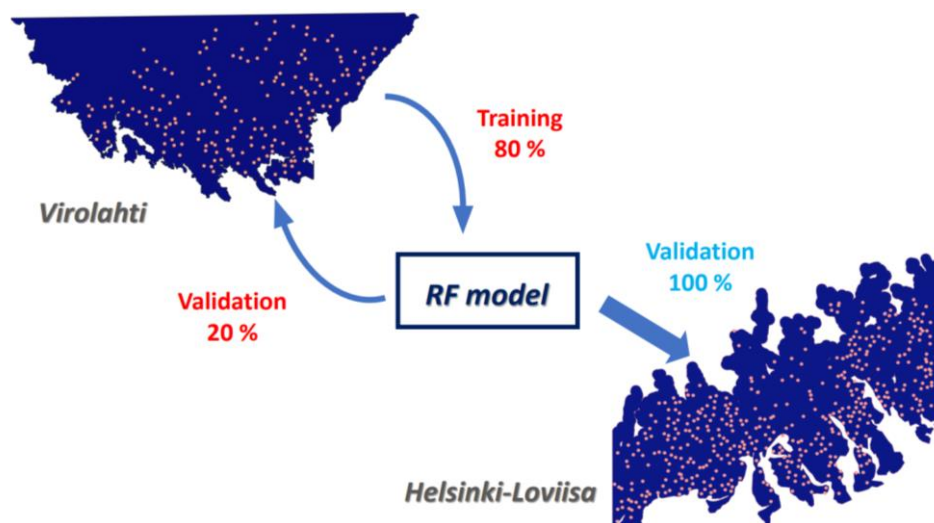 Training
80 %
Virolahti
Validation
20 %
RF model
Validation
100 %
Helsinki-Loviisa